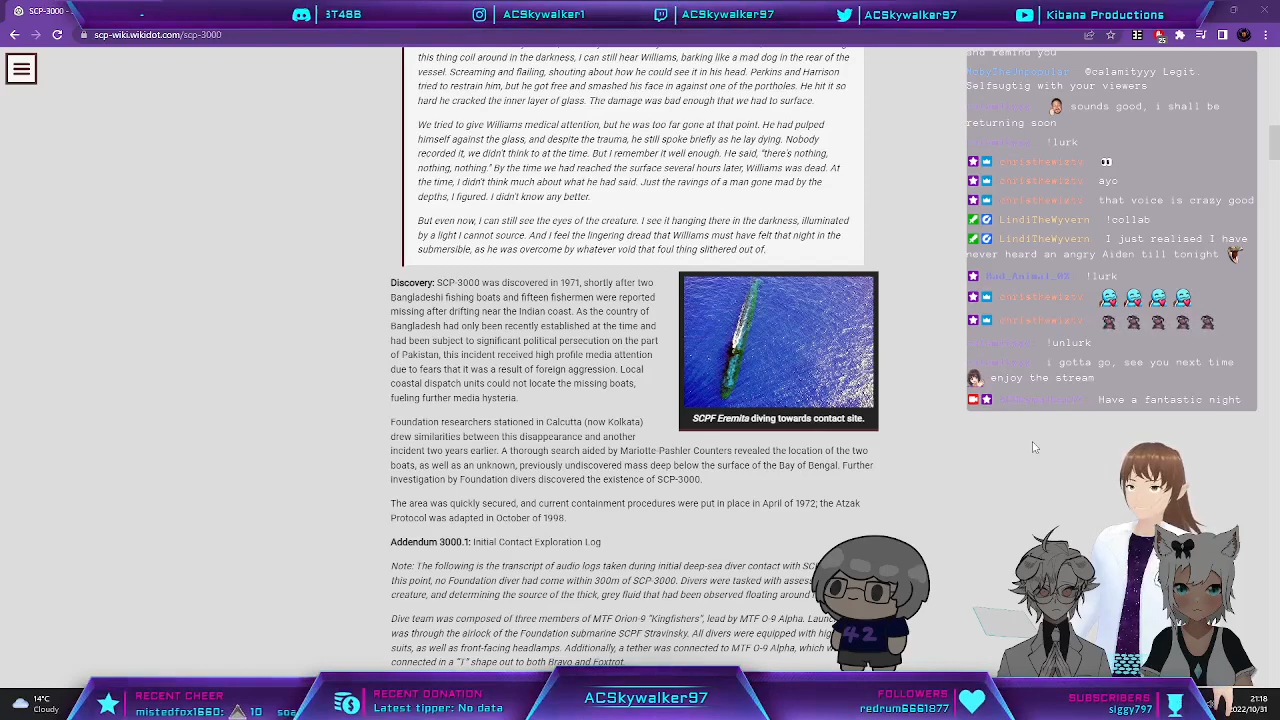 SCP-3000 -
3T48B
ACSkywalker1
ACSkywalker97
ACSkywalker97
Kibana Productions
scp-wiki.wikidot.com/scp-3000
this thing coil around in the darkness, I can still hear Williams, barking like a mad dog in the rear of the
vessel. Screaming and flailing, shouting about how he could see it in his head. Perkins and Harrison
tried to restrain him, but he got free and smashed his face in against one of the portholes. He hit it so
hard he cracked the inner layer of glass. The damage was bad enough that we had to surface.
We tried to give Williams medical attention, but he was too far gone at that point. He had pulped
himself against the glass, and despite the trauma, he still spoke briefly as he lay dying. Nobody
recorded it, we didn't think to at the time. But I remember it well enough. He said, "there's nothing,
nothing, nothing." By the time we had reached the surface several hours later, Williams was dead. At
the time, I didn't think much about what he had said. Just the ravings of a man gone mad by the
depths, I figured. I didn't know any better.
But even now, I can still see the eyes of the creature. I see it hanging there in the darkness, illuminated
by a light I cannot source. And I feel the lingering dread that Williams must have felt that night in the
submersible, as he was overcome by whatever void that foul thing slithered out of.
Discovery: SCP-3000 was discovered in 1971, shortly after two
Bangladeshi fishing boats and fifteen fishermen were reported
missing after drifting near the Indian coast. As the country of
Bangladesh had only been recently established at the time and
had been subject to significant political persecution on the part
of Pakistan, this incident received high profile media attention
due to fears that it was a result of foreign aggression. Local
coastal dispatch units could not locate the missing boats,
fueling further media hysteria.
SCPF Eremita diving towards contact site.
Foundation researchers stationed in Calcutta (now Kolkata)
drew similarities between this disappearance and another
incident two years earlier. A thorough search aided by Mariotte-Pashler Counters revealed the location of the two
boats, as well as an unknown, previously undiscovered mass deep below the surface of the Bay of Bengal. Further
investigation by Foundation divers discovered the existence of SCP-3000.
The area was quickly secured, and current containment procedures were put in place in April of 1972; the Atzak
Protocol was adapted in October of 1998.
Addendum 3000.1: Initial Contact Exploration Log
Note: The following is the transcript of audio logs taken during initial deep-sea diver contact with
this point, no Foundation diver had come within 300m of SCP-3000. Divers were tasked with
creature, and determining the source of the thick, grey fluid that had been observed floating around
Dive team was composed of three members of MTF Orion-9 "Kingfishers", lead by MTF O-9 Alpha.
was through the airlock of the Foundation submarine SCPF Stravinsky. All divers were equipped with
suits, as well as front-facing headlamps. Additionally, a tether was connected to MTF O-9 Alpha, which
connected in a "T" shape out to both Bravo and Foxtrot.
and remind you
MobyTheUnpopular @calamityyy Legit.
Selfsugtig with your viewers
sounds good, i shall be
returning soon
!lurk
christhewizty
christhewizty ayo
christhewizty that voice is crazy good
LindiTheWyvern !collab
LindiTheWyvern I just realised I have
never heard an angry Aiden till tonight
Bad_Animal_03 !lurk
christhewizty
christhewizty
!unlurk
i gotta go, see you next time
enjoy the stream
Have a fantastic night
42
14°C
Cloudy
RECENT CHEER
mistedfox1660: 10 soa
RECENT DONATION
Latest tipper: No data
ACSkywalker97
FOLLOWERS
redrum6661877
SUBSCRIBERS
siggy797
21:03
2022/10/31